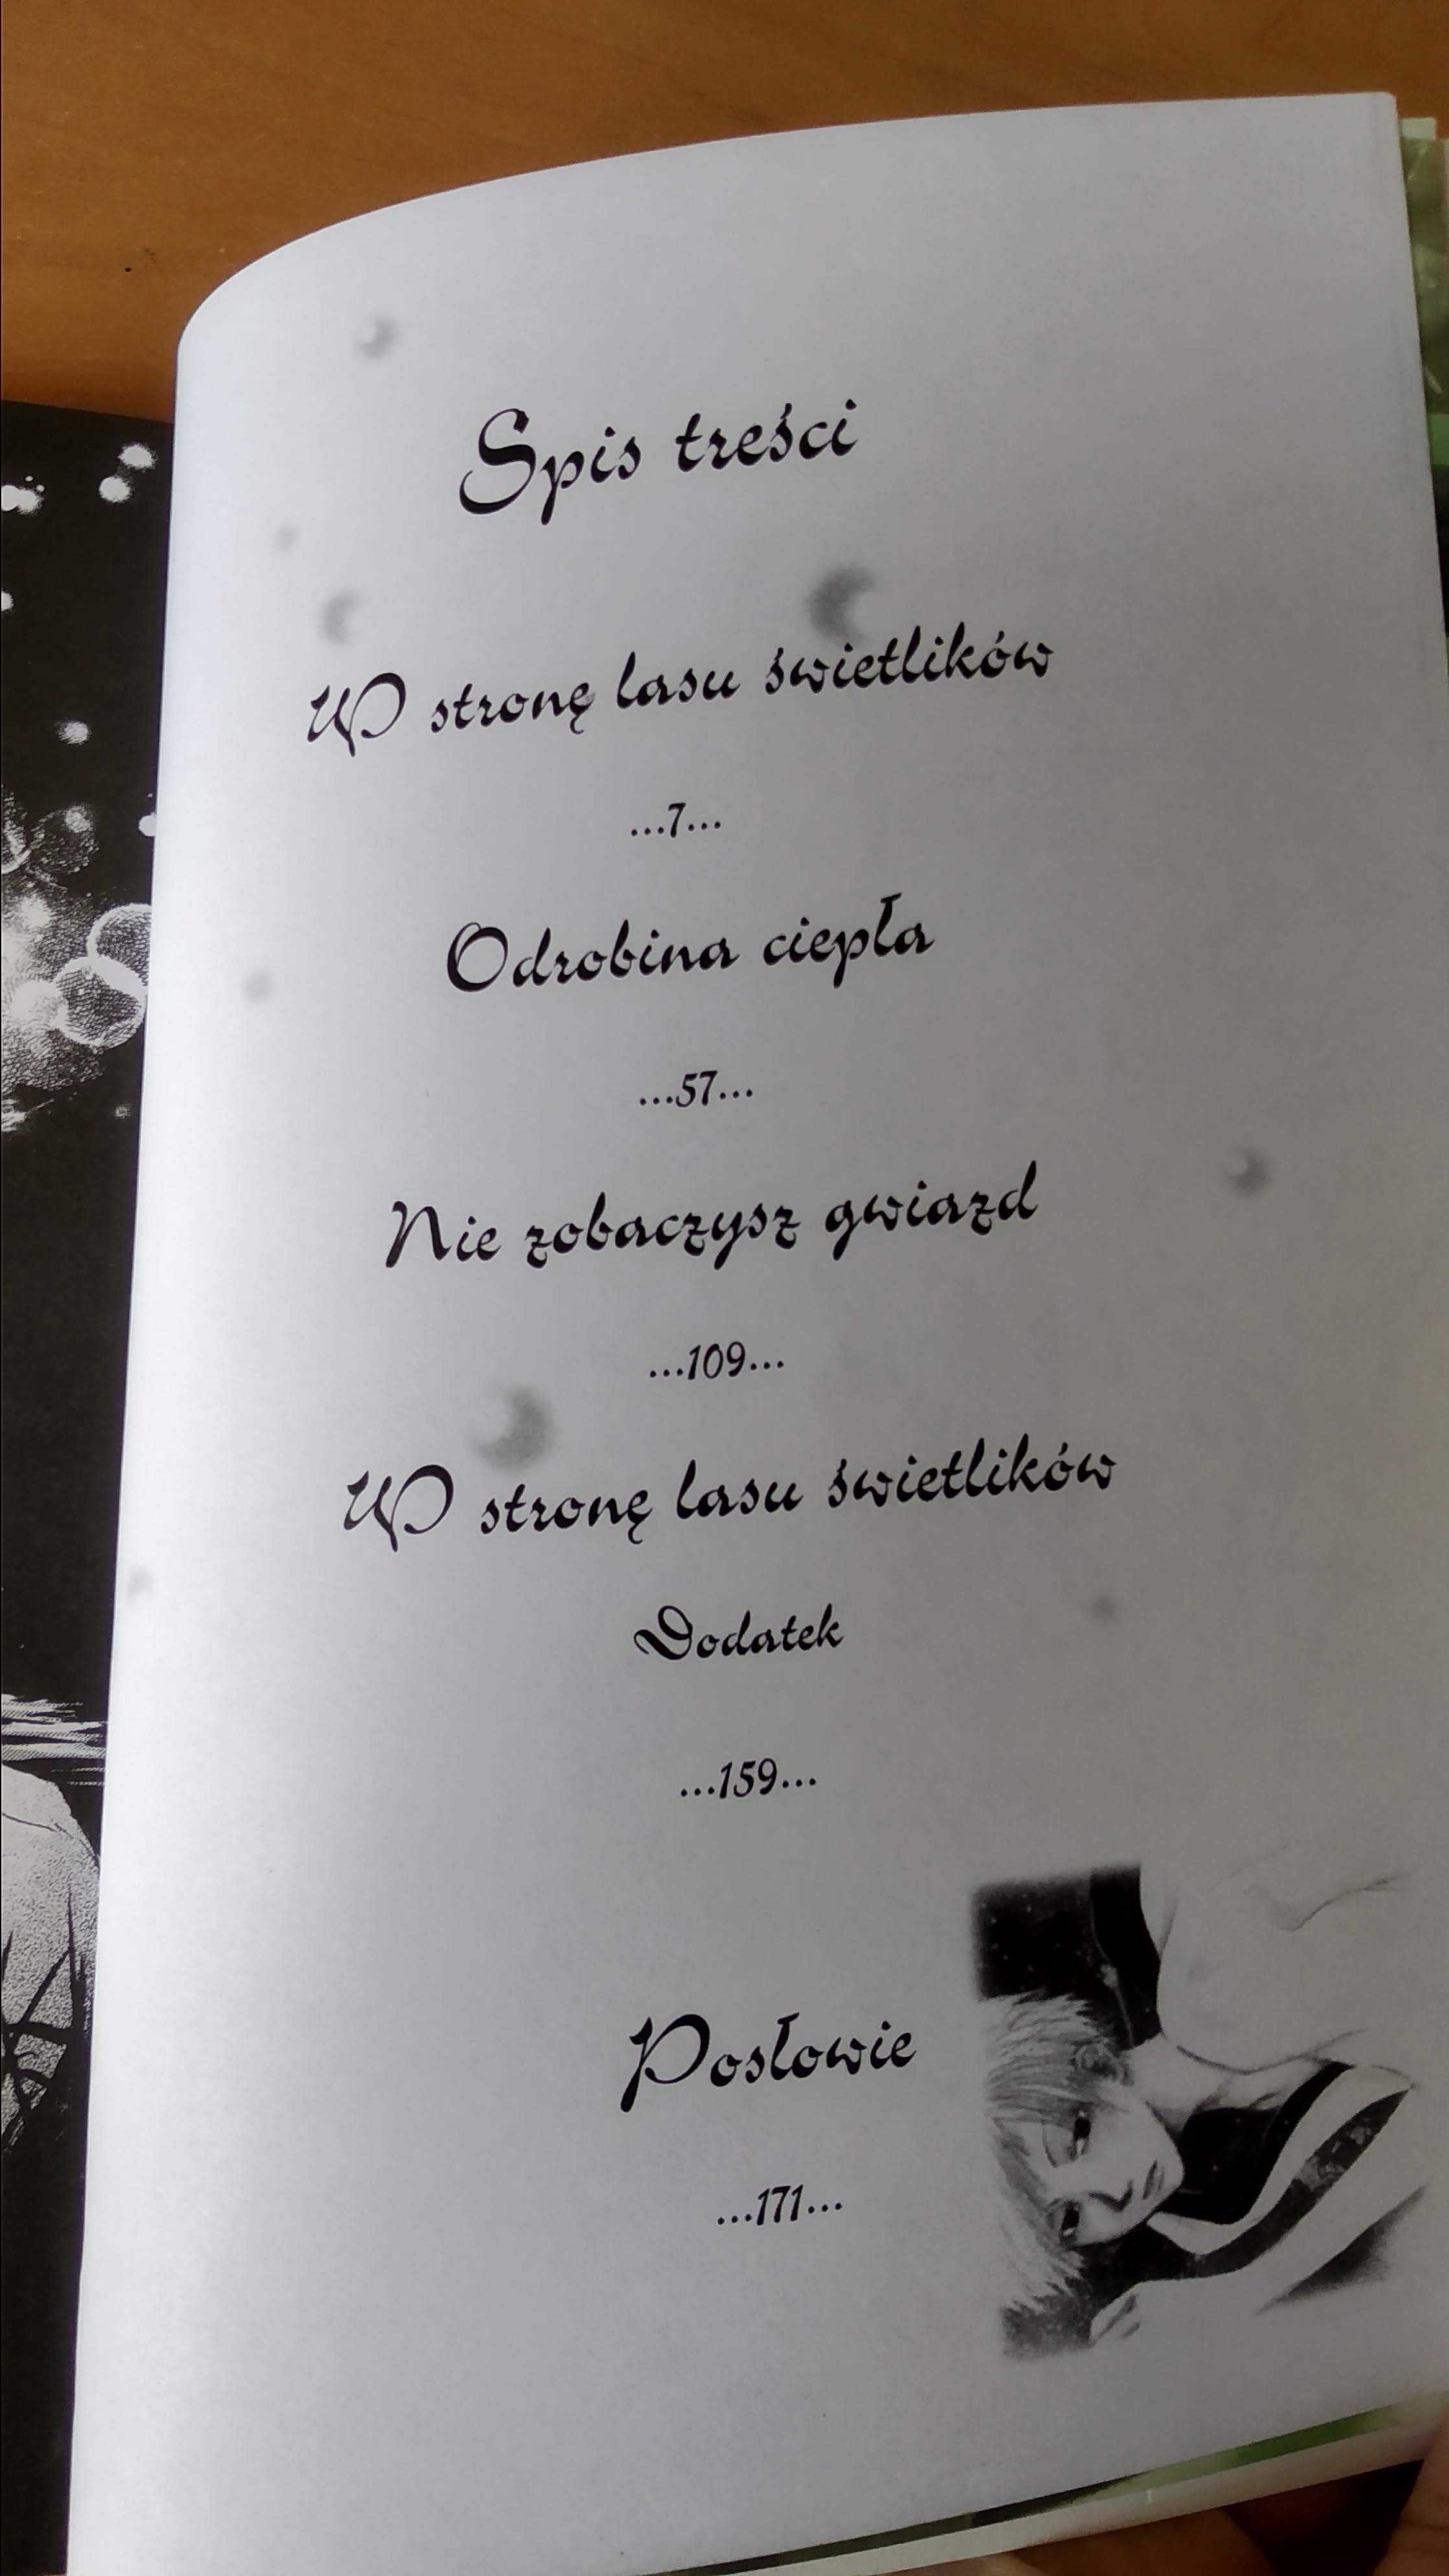 Spis treści
W stronę lasu świetlików
...7...
Odrobina ciepła
...57...
Nie zobaczysz gwiazd
...109...
W stronę lasu świetlików
Dodatek
...159...
Posłowie
...171...